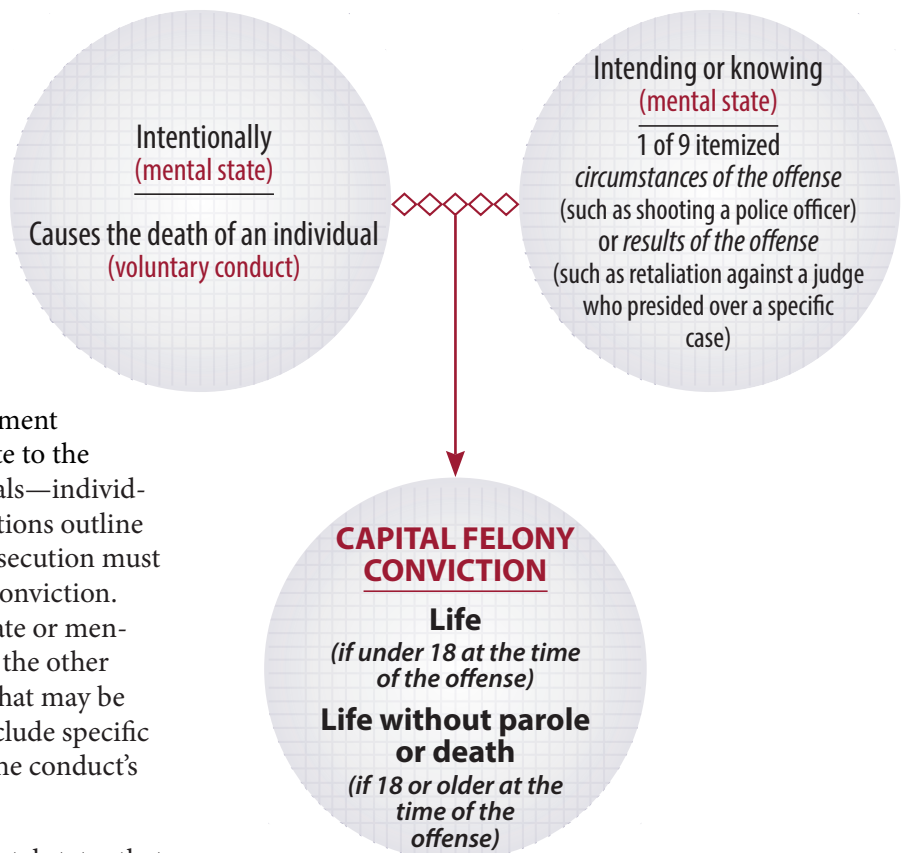 Intentionally
(mental state)
Causes the death of an individual
(voluntary conduct)
Intending or knowing
(mental state)
1 of 9 itemized
circumstances of the offense
(such as shooting a police officer)
or results of the offense
(such as retaliation against a judge
who presided over a specific
case)
CAPITAL FELONY
CONVICTION
Life
(if under 18 at the time
of the offense)
Life without parole
or death
(if 18 or older at the
time of the
offense)
ment
te to the
als—individ-
tions outline
secution must
onviction.
ate or men-
the other
hat may be
clude specific
he conduct's